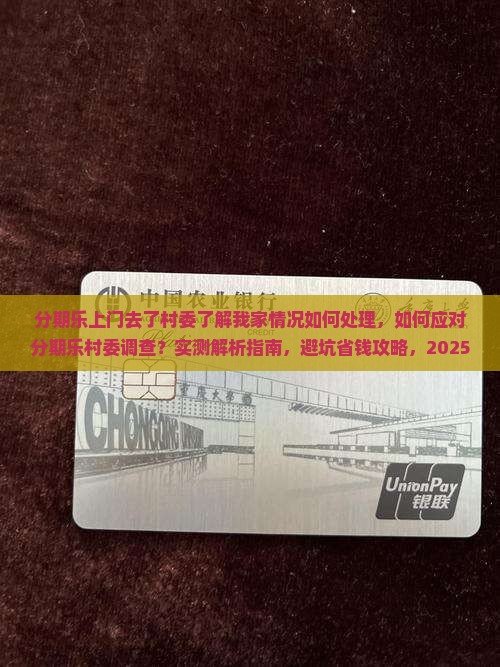 中国农业银行
分期乐上门去了村委了解我家情况如何处理，如何应对
分期乐村委调查？实测解析指南，避坑省钱攻略，2025
CHONGQING
UnionPay
银联